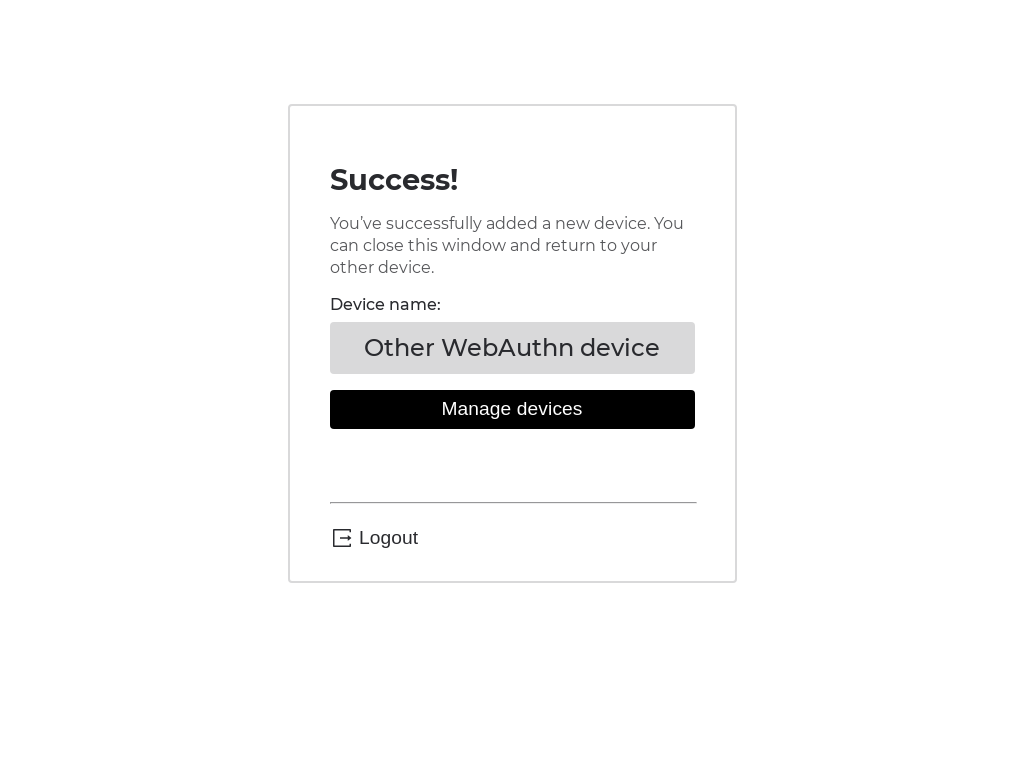 Success!
You’ve successfully added a new device. You
can close this window and return to your
other device.
Device name:
Other WebAuthn device
Manage devices
Logout